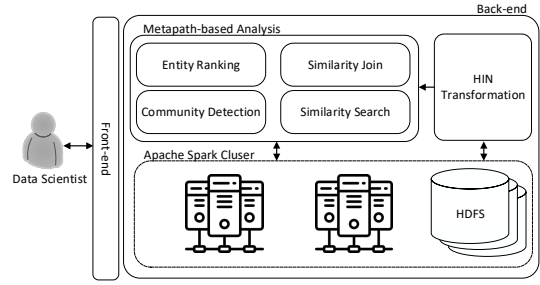 Back-end
Metapath-based Analysis
Entity Ranking
Similarity Join
HIN
Transformation
Community Detection
Similarity Search
Front-end
Data Scientist
Apache Spark Cluser
HDFS